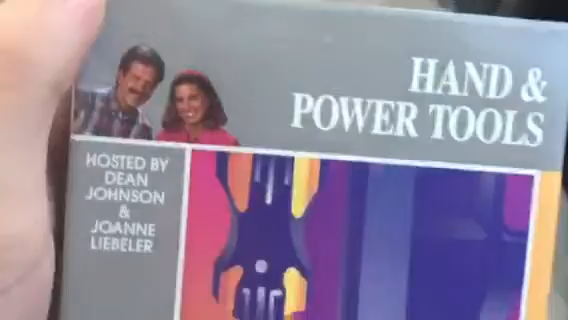 HAND &
POWER TOOLS
HOSTED BY
DEAN
JOHNSON
&
JOANNE
LIEBELER